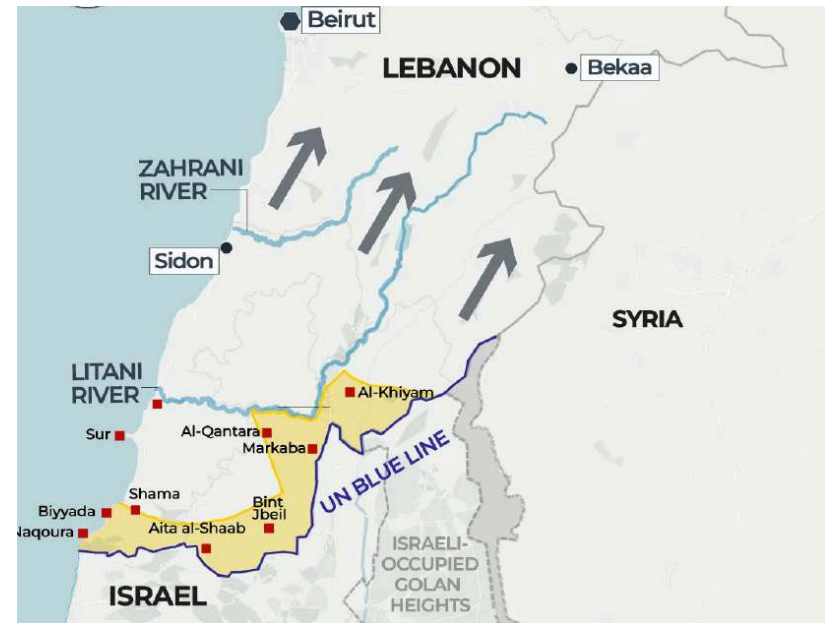 Beirut
LEBANON
Bekaa
ZAHRANI
RIVER
Sidon
SYRIA
LITANI
RIVER
Al-Khiyam
Sur
Al-Qantara
Markaba
UN BLUE LINE
Shama
Bint
Jbeil
Biyyada
Aita al-Shaab
Naqoura
ISRAELI-
OCCUPIED
GOLAN
HEIGHTS
ISRAEL